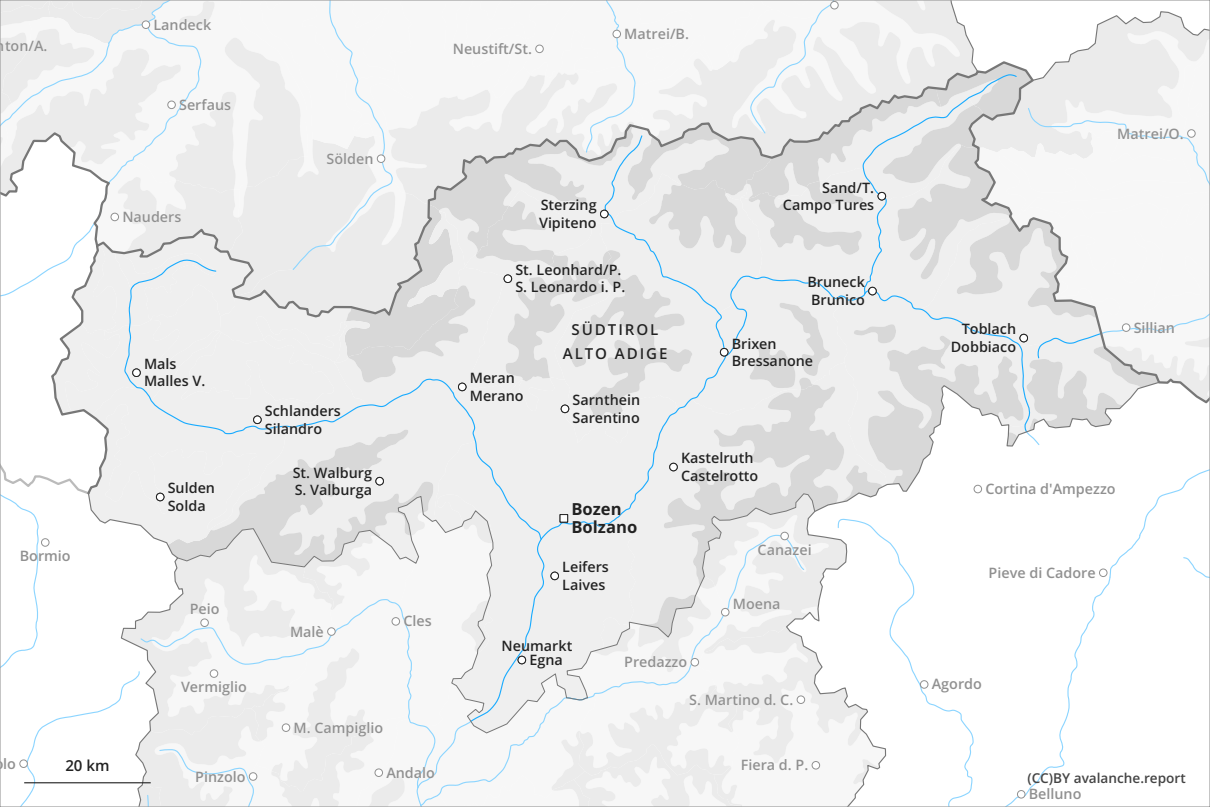 Landeck
Matrei/B.
nton/A.
Neustift/St.
Serfaus
Matrei/O.
Sölden
Sand/T.
Campo Tures
Sterzing
Vipiteno
Nauders
St. Leonhard/P.
S. Leonardo i. P.
Bruneck
Brunico
SÜDTIROL
ALTO ADIGE
Toblach
Dobbiaco
Sillian
Brixen
Bressanone
Mals
Malles V.
Meran
Merano
Sarnthein
Sarentino
Schlanders
Silandro
Kastelruth
Castelrotto
St. Walburg
S. Valburga
Sulden
Solda
Cortina d'Ampezzo
Bozen
Bolzano
Bormio
Canazei
Leifers
Laives
Pieve di Cadore
Peio
Moena
Malè
Cles
Neumarkt
Egna
Predazzo
Vermiglio
Agordo
S. Martino d. C.
M. Campiglio
olo
20 km
Pinzolo
Andalo
Fiera d. P.
(CC)BY avalanche.report
Belluno